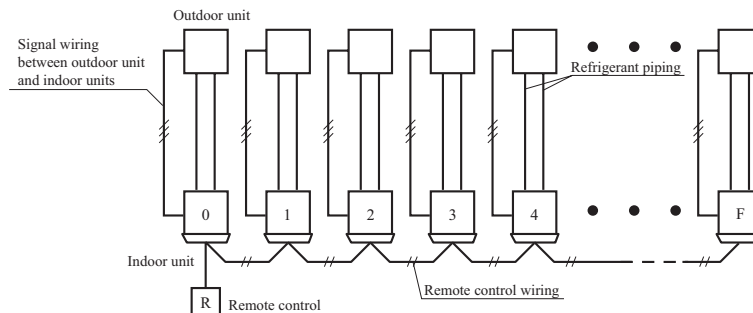 Outdoor unit
Signal wiring
between outdoor unit
and indoor units
Refrigerant piping
0
1
2
3
4
F
Indoor unit
Remote control wiring
R
Remote control